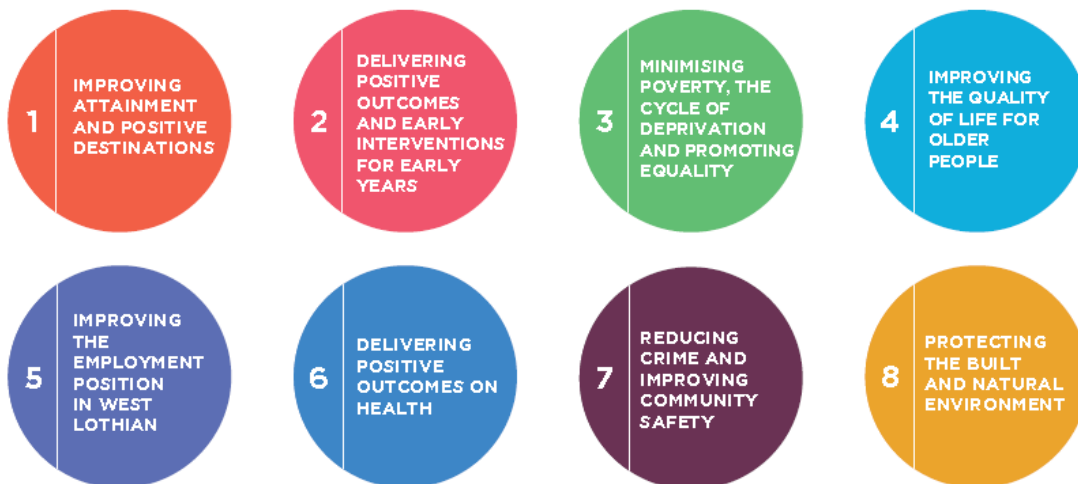 1
IMPROVING
ATTAINMENT
AND POSITIVE
DESTINATIONS
2
DELIVERING
POSITIVE
OUTCOMES
AND EARLY
INTERVENTIONS
FOR EARLY
YEARS
3
MINIMISING
POVERTY, THE
CYCLE OF
DEPRIVATION
AND PROMOTING
EQUALITY
4
IMPROVING
THE QUALITY
OF LIFE FOR
OLDER
PEOPLE
5
IMPROVING
THE
EMPLOYMENT
POSITION
IN WEST
LOTHIAN
6
DELIVERING
POSITIVE
OUTCOMES ON
HEALTH
7
REDUCING
CRIME AND
IMPROVING
COMMUNITY
SAFETY
8
PROTECTING
THE BUILT
AND NATURAL
ENVIRONMENT